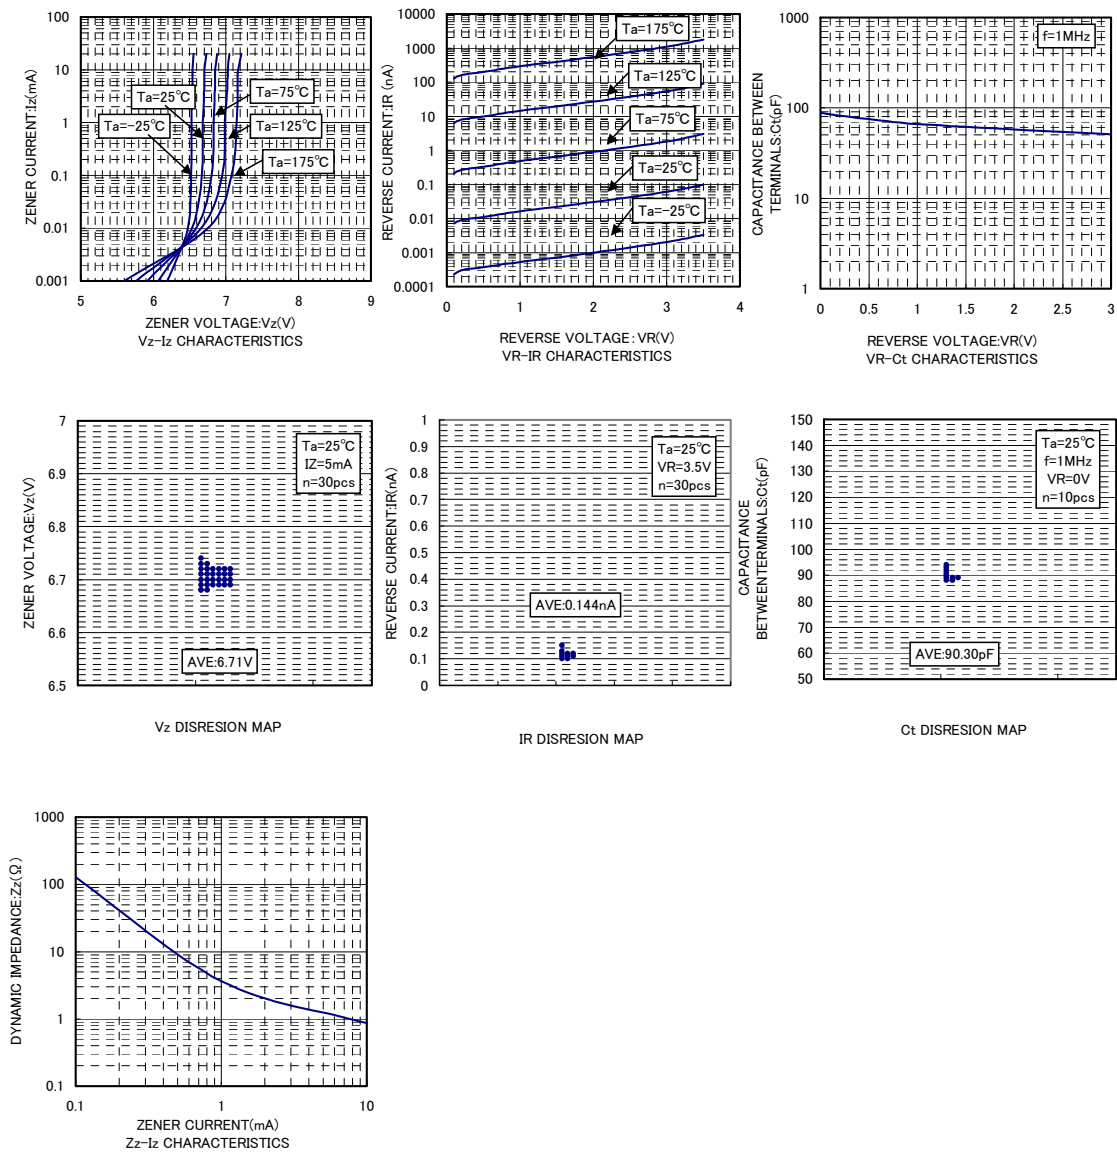 100
10
1
0.1
0.01
0.001
ZENER CURRENT:Iz(mA)
Ta=25℃
Ta=75℃
Ta=−25℃
Ta=125℃
Ta=175℃
5
6
7
8
9
ZENER VOLTAGE:Vz(V)
Vz-Iz CHARACTERISTICS
10000
1000
100
10
1
0.1
0.01
0.001
0.0001
REVERSE CURRENT:IR (nA)
Ta=175℃
Ta=125℃
Ta=75℃
Ta=25℃
Ta=−25℃
0
1
2
3
4
REVERSE VOLTAGE:VR(V)
VR-IR CHARACTERISTICS
1000
100
10
1
CAPACITANCE BETWEEN
TERMINALS:Ct(pF)
f=1MHz
0
0.5
1
1.5
2
2.5
3
REVERSE VOLTAGE:VR(V)
VR-Ct CHARACTERISTICS
7
6.9
6.8
6.7
6.6
6.5
ZENER VOLTAGE:Vz(V)
Ta=25℃
IZ=5mA
n=30pcs
AVE:6.71V
Vz DISRESION MAP
1
0.9
0.8
0.7
0.6
0.5
0.4
0.3
0.2
0.1
0
REVERSE CURRENT:IR(nA)
Ta=25℃
VR=3.5V
n=30pcs
AVE:0.144nA
IR DISRESION MAP
150
140
130
120
110
100
90
80
70
60
50
CAPACITANCE
BETWEENTERMINALS:Ct(pF)
Ta=25℃
f=1MHz
VR=0V
n=10pcs
AVE:90.30pF
Ct DISRESION MAP
1000
100
10
1
0.1
DYNAMIC IMPEDANCE:Zz(Ω)
0.1
1
10
ZENER CURRENT(mA)
Zz-Iz CHARACTERISTICS